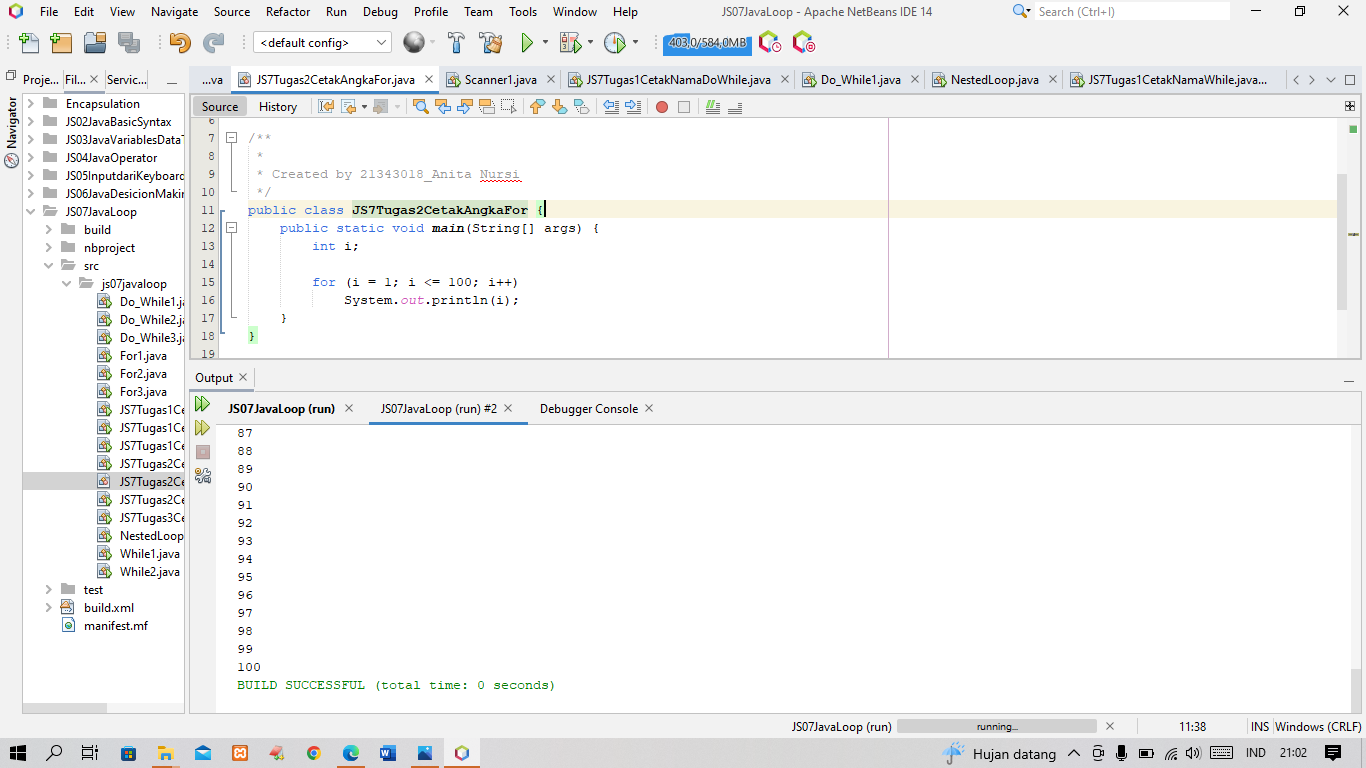 File Edit View Navigate Source Refactor Run Debug Profile Team Tools Window Help
JS07JavaLoop - Apache NetBeans IDE 14
Search (Ctrl+I)
<default config>
403,0/584,0MB
Proje... Fil... Servic...
...va JS7Tugas2CetakAngkaFor.java Scanner1.java JS7Tugas1CetakNamaDoWhile.java Do_While1.java NestedLoop.java JS7Tugas1CetakNamaWhile.java...
Navigator
Encapsulation
JS02JavaBasicSyntax
JS03JavaVariablesDataT
JS04JavaOperator
JS05InputdariKeyboard
JS06JavaDesicionMakin
JS07JavaLoop
build
nbproject
src
js07javaloop
Do_While1.ja
Do_While2.ja
Do_While3.ja
For1.java
For2.java
For3.java
JS7Tugas1Ce
JS7Tugas1Ce
JS7Tugas1Ce
JS7Tugas2Ce
JS7Tugas2Ce
JS7Tugas2Ce
JS7Tugas3Ce
NestedLoop
While1.java
While2.java
test
build.xml
manifest.mf
Source History
6
7 /**
8 *
9 * Created by 21343018_Anita Nursi
10 */
11 public class JS7Tugas2CetakAngkaFor {
12 public static void main(String[] args) {
13 int i;
14
15 for (i = 1; i <= 100; i++)
16 System.out.println(i);
17 }
18 }
19
Output
JS07JavaLoop (run) JS07JavaLoop (run) #2 Debugger Console
87
88
89
90
91
92
93
94
95
96
97
98
99
100
BUILD SUCCESSFUL (total time: 0 seconds)
JS07JavaLoop (run) running... 11:38 INS Windows (CRLF)
Hujan datang IND 21:02